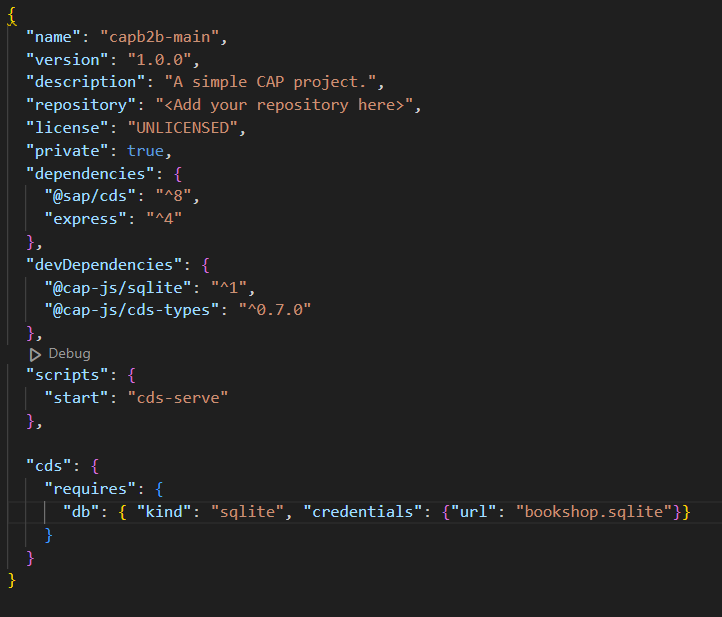 {
"name": "capb2b-main",
"version": "1.0.0",
"description": "A simple CAP project.",
"repository": "<Add your repository here>",
"license": "UNLICENSED",
"private": true,
"dependencies": {
"@sap/cds": "^8",
"express": "^4"
},
"devDependencies": {
"@cap-js/sqlite": "^1",
"@cap-js/cds-types": "^0.7.0"
},
Debug
"scripts": {
"start": "cds-serve"
},
"cds": {
"requires": {
"db": { "kind": "sqlite", "credentials": {"url": "bookshop.sqlite"}}
}
}
}